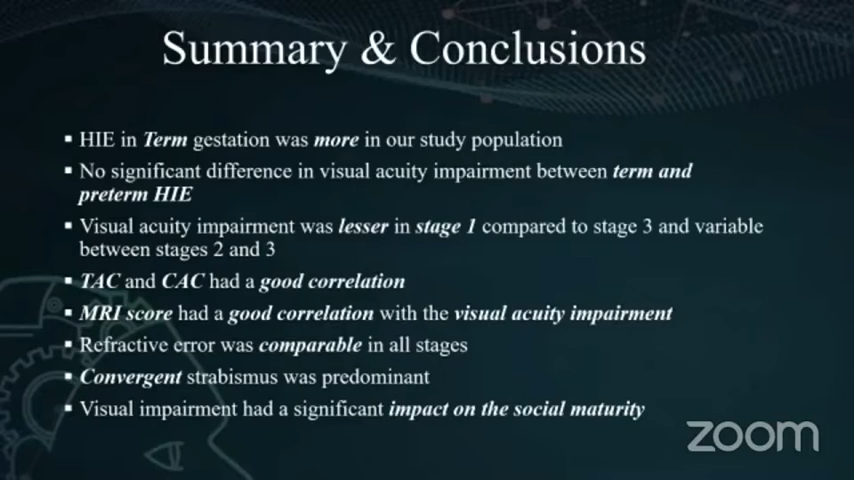 Summary & Conclusions
▪ HIE in Term gestation was more in our study population
▪ No significant difference in visual acuity impairment between term and
preterm HIE
▪ Visual acuity impairment was lesser in stage 1 compared to stage 3 and variable
between stages 2 and 3
▪ TAC and CAC had a good correlation
▪ MRI score had a good correlation with the visual acuity impairment
▪ Refractive error was comparable in all stages
▪ Convergent strabismus was predominant
▪ Visual impairment had a significant impact on the social maturity
zoom